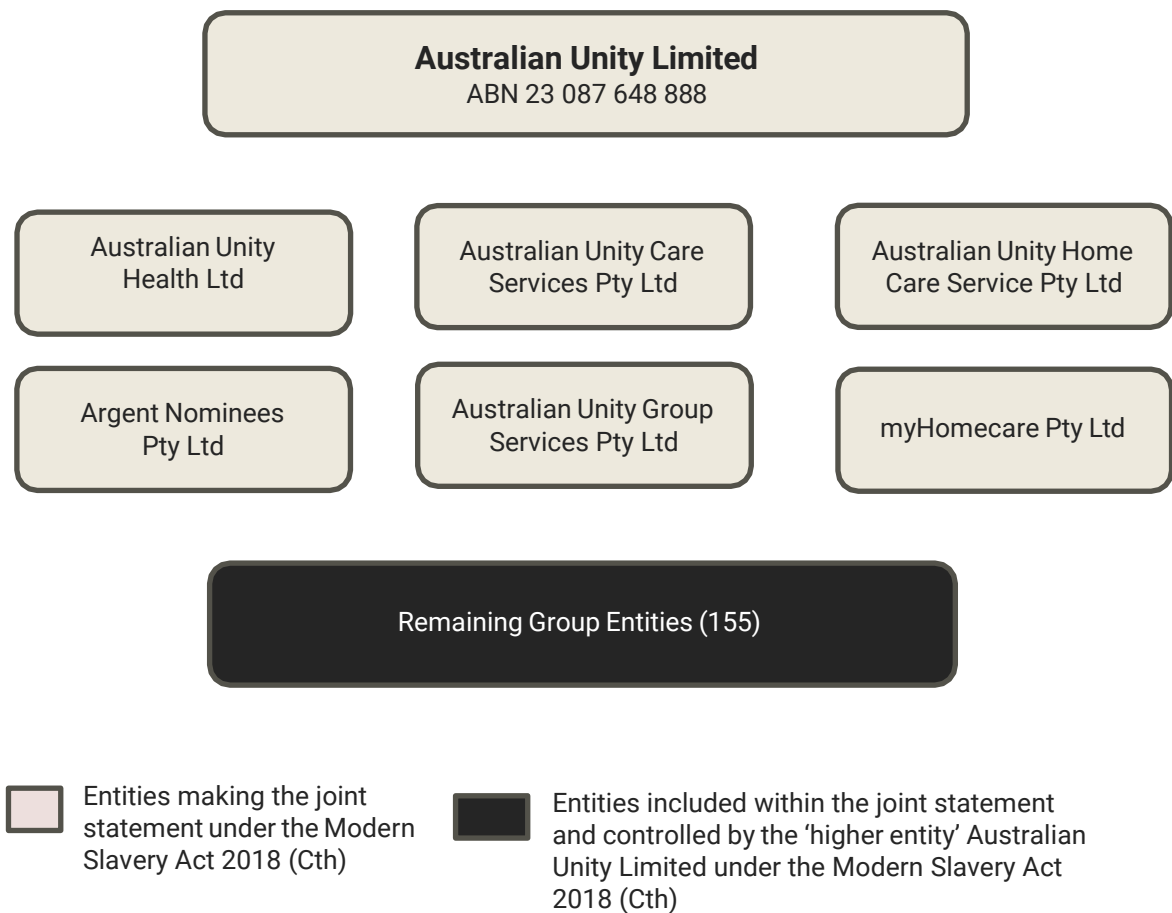 Australian Unity Limited
ABN 23 087 648 888
Australian Unity
Health Ltd
Australian Unity Care
Services Pty Ltd
Australian Unity Home
Care Service Pty Ltd
Argent Nominees
Pty Ltd
Australian Unity Group
Services Pty Ltd
myHomecare Pty Ltd
Remaining Group Entities (155)
Entities making the joint
statement under the Modern
Slavery Act 2018 (Cth)
Entities included within the joint statement
and controlled by the ‘higher entity’ Australian
Unity Limited under the Modern Slavery Act
2018 (Cth)